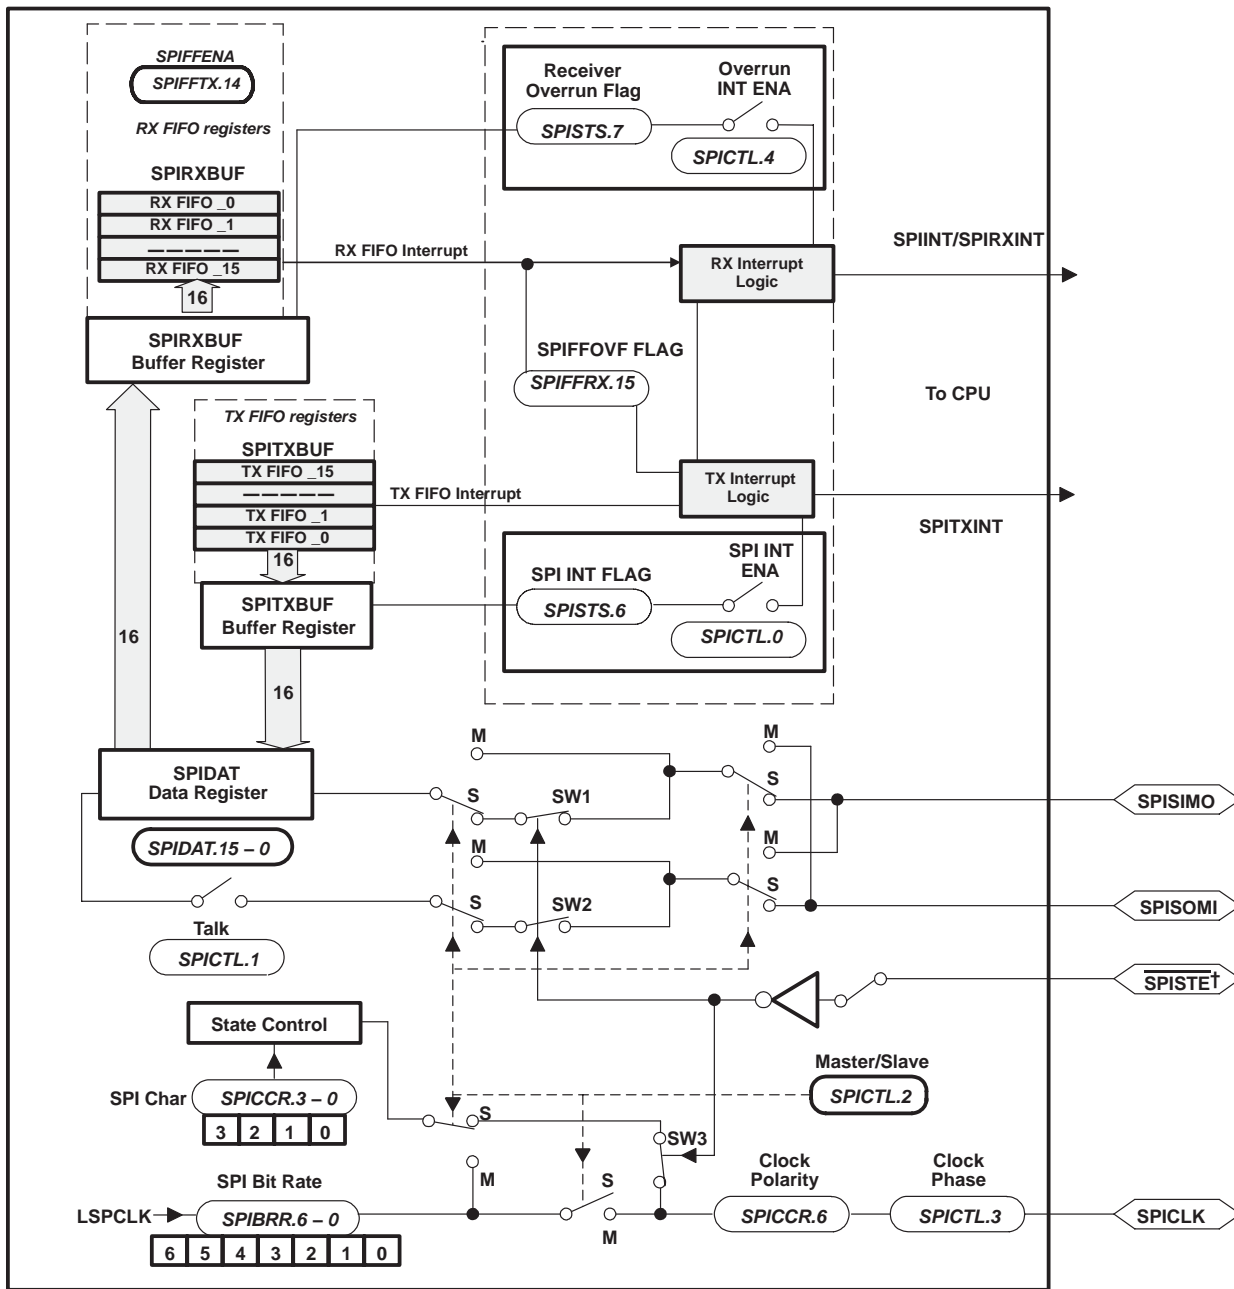 SPIFFENA
SPIFFTX.14
RX FIFO registers
SPIRXBUF
RX FIFO _0
RX FIFO _1
— — — — —
RX FIFO _15
16
SPIRXBUF
Buffer Register
Receiver
Overrun Flag
SPISTS.7
Overrun
INT ENA
SPICTL.4
RX FIFO Interrupt
RX Interrupt
Logic
SPIINT/SPIRXINT
SPIFFOVF FLAG
SPIFFRX.15
To CPU
TX FIFO registers
SPITXBUF
TX FIFO _15
— — — — —
TX FIFO _1
TX FIFO _0
16
TX FIFO Interrupt
TX Interrupt
Logic
SPITXINT
SPITXBUF
Buffer Register
SPI INT FLAG
SPISTS.6
SPI INT
ENA
SPICTL.0
16
16
SPIDAT
Data Register
SPIDAT.15 – 0
M
S
SW1
M
S
SPISIMO
M
S
SW2
M
S
SPISOMI
Talk
SPICTL.1
SPISTE†
State Control
Master/Slave
SPICTL.2
SPI Char
SPICCR.3 – 0
3 2 1 0
S
M
SW3
SPI Bit Rate
LSPCLK
SPIBRR.6 – 0
6 5 4 3 2 1 0
S
M
Clock
Polarity
SPICCR.6
Clock
Phase
SPICTL.3
SPICLK